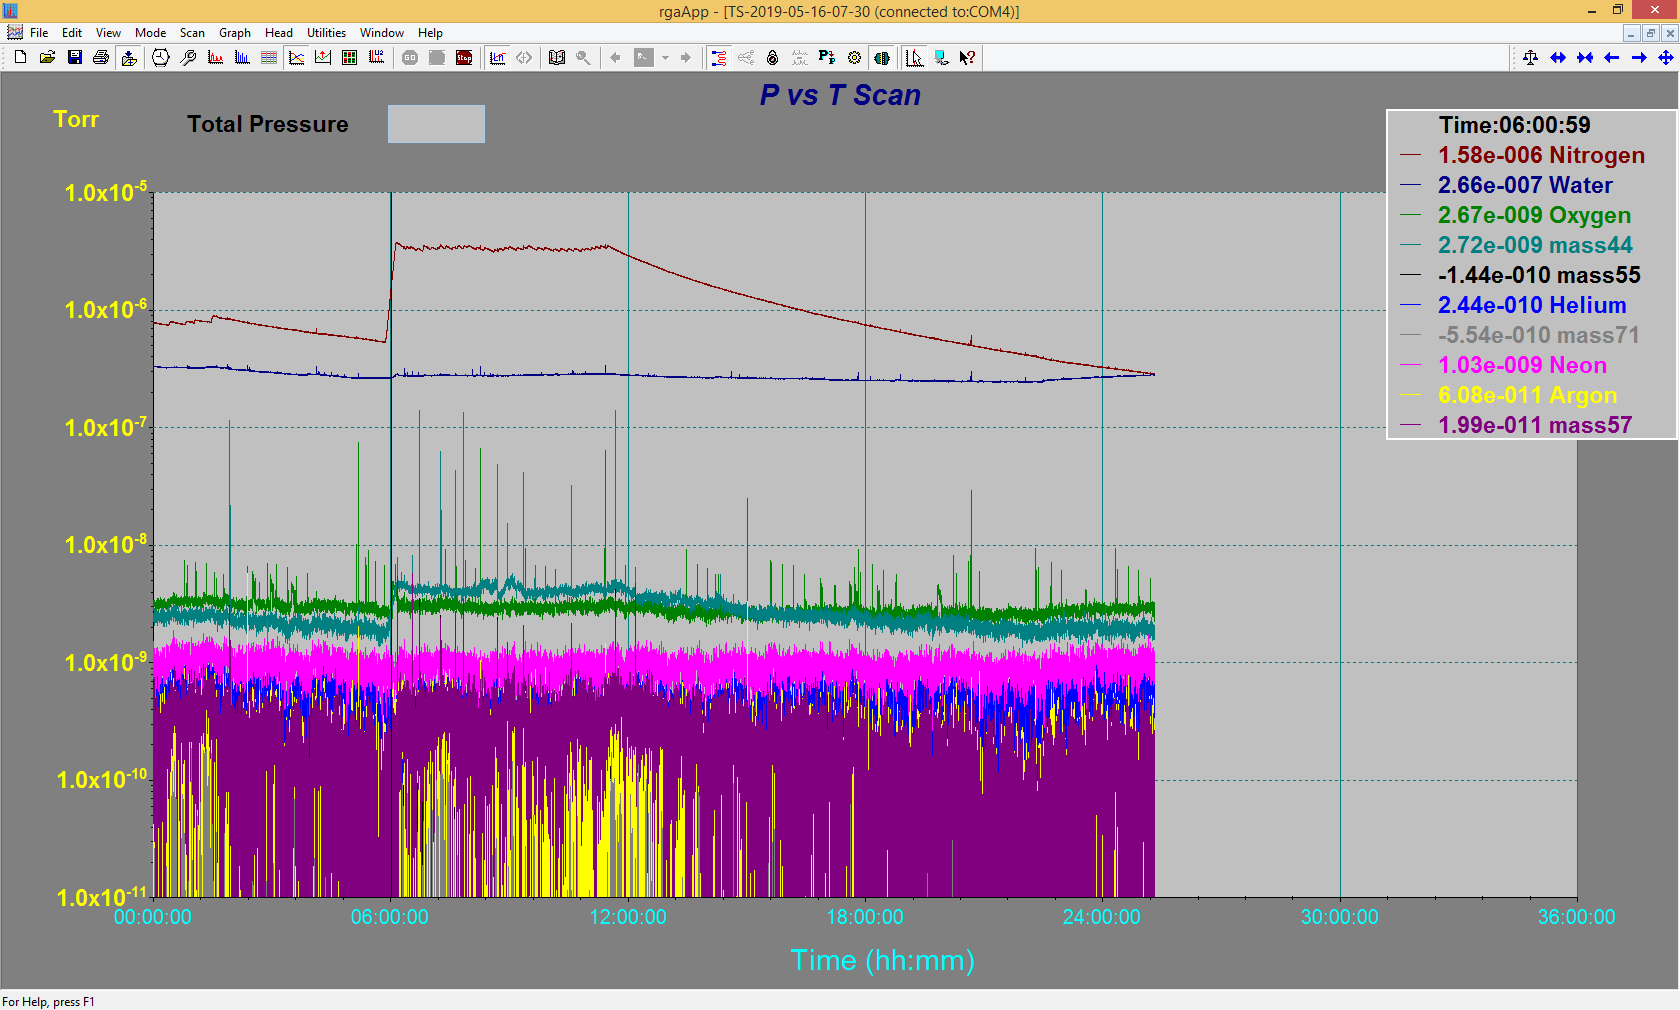 rgaApp - [TS-2019-05-16-07-30 (connected to:COM4)]
File Edit View Mode Scan Graph Head Utilities Window Help
GO Stop
P vs T Scan
Torr
Total Pressure
Time:06:00:59
1.58e-006 Nitrogen
2.66e-007 Water
2.67e-009 Oxygen
2.72e-009 mass44
-1.44e-010 mass55
2.44e-010 Helium
-5.54e-010 mass71
1.03e-009 Neon
6.08e-011 Argon
1.99e-011 mass57
1.0x10-5
1.0x10-6
1.0x10-7
1.0x10-8
1.0x10-9
1.0x10-10
1.0x10-11
00:00:00 06:00:00 12:00:00 18:00:00 24:00:00 30:00:00 36:00:00
Time (hh:mm)
For Help, press F1